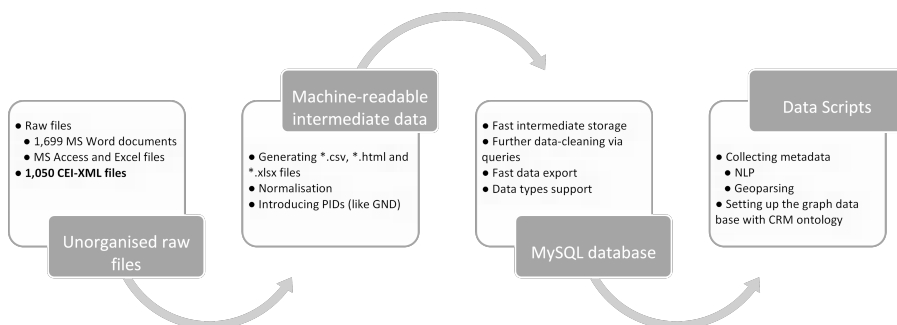 ● Raw files
● 1,699 MS Word documents
● MS Access and Excel files
● 1,050 CEI-XML files
Unorganised raw
files
Machine-readable
intermediate data
● Generating *.csv, *.html and
*.xlsx files
● Normalisation
● Introducing PIDs (like GND)
● Fast intermediate storage
● Further data-cleaning via
queries
● Fast data export
● Data types support
MySQL database
Data Scripts
● Collecting metadata
● NLP
● Geoparsing
● Setting up the graph data
base with CRM ontology